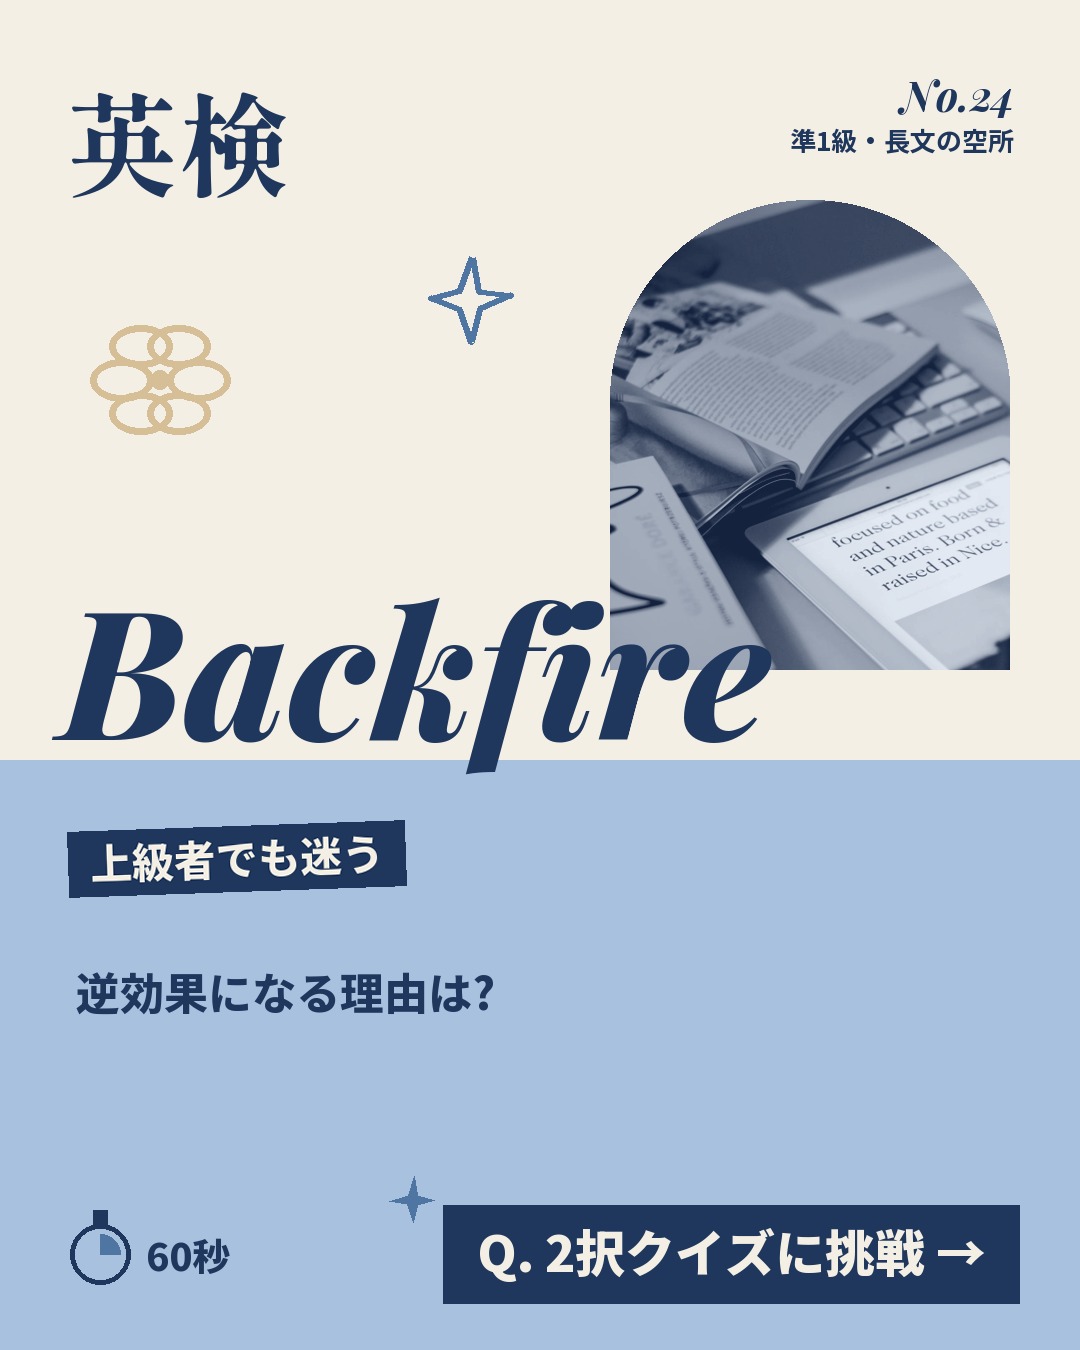 英検
No.24
準1級・長文の空所
focused on food
and nature based
in Paris. Born &
raised in Nice.
Backfire
上級者でも迷う
逆効果になる理由は?
60秒
Q. 2択クイズに挑戦 →